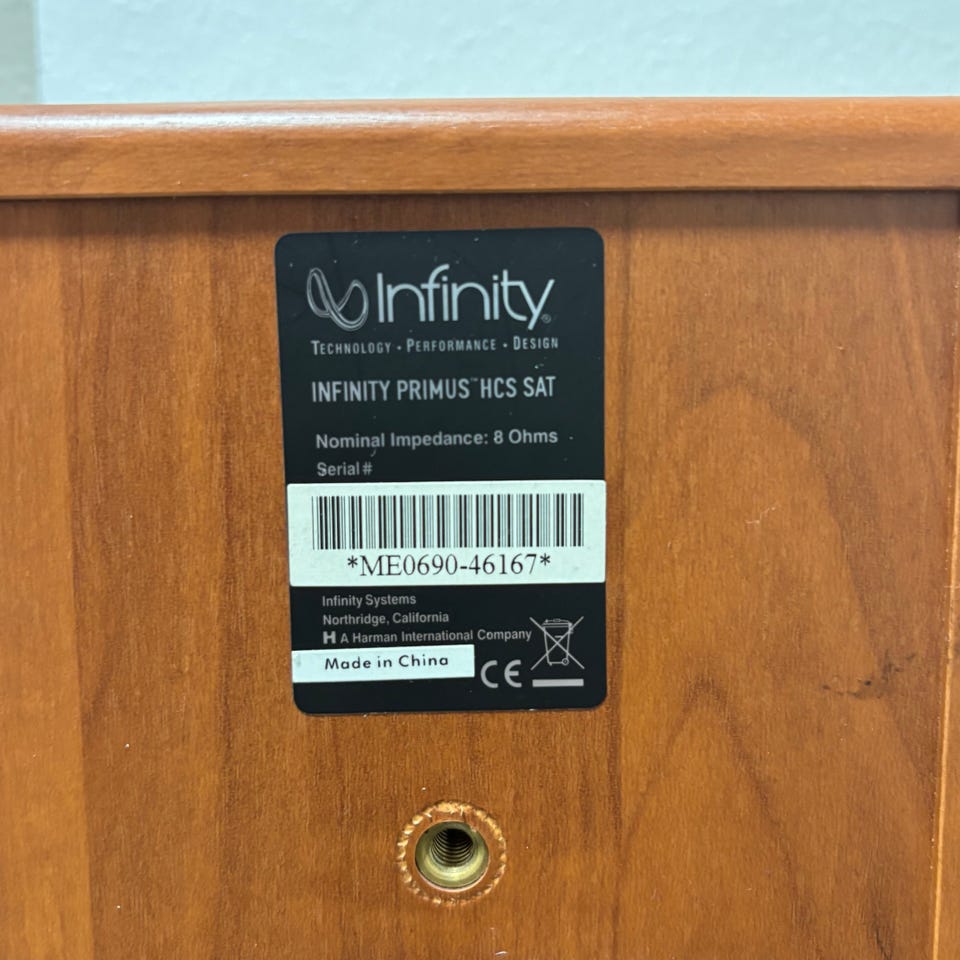 Infinity®
TECHNOLOGY • PERFORMANCE • DESIGN
INFINITY PRIMUS™ HCS SAT
Nominal Impedance: 8 Ohms
Serial #
*ME0690-46167*
Infinity Systems
Northridge, California
H A Harman International Company
Made in China
CE